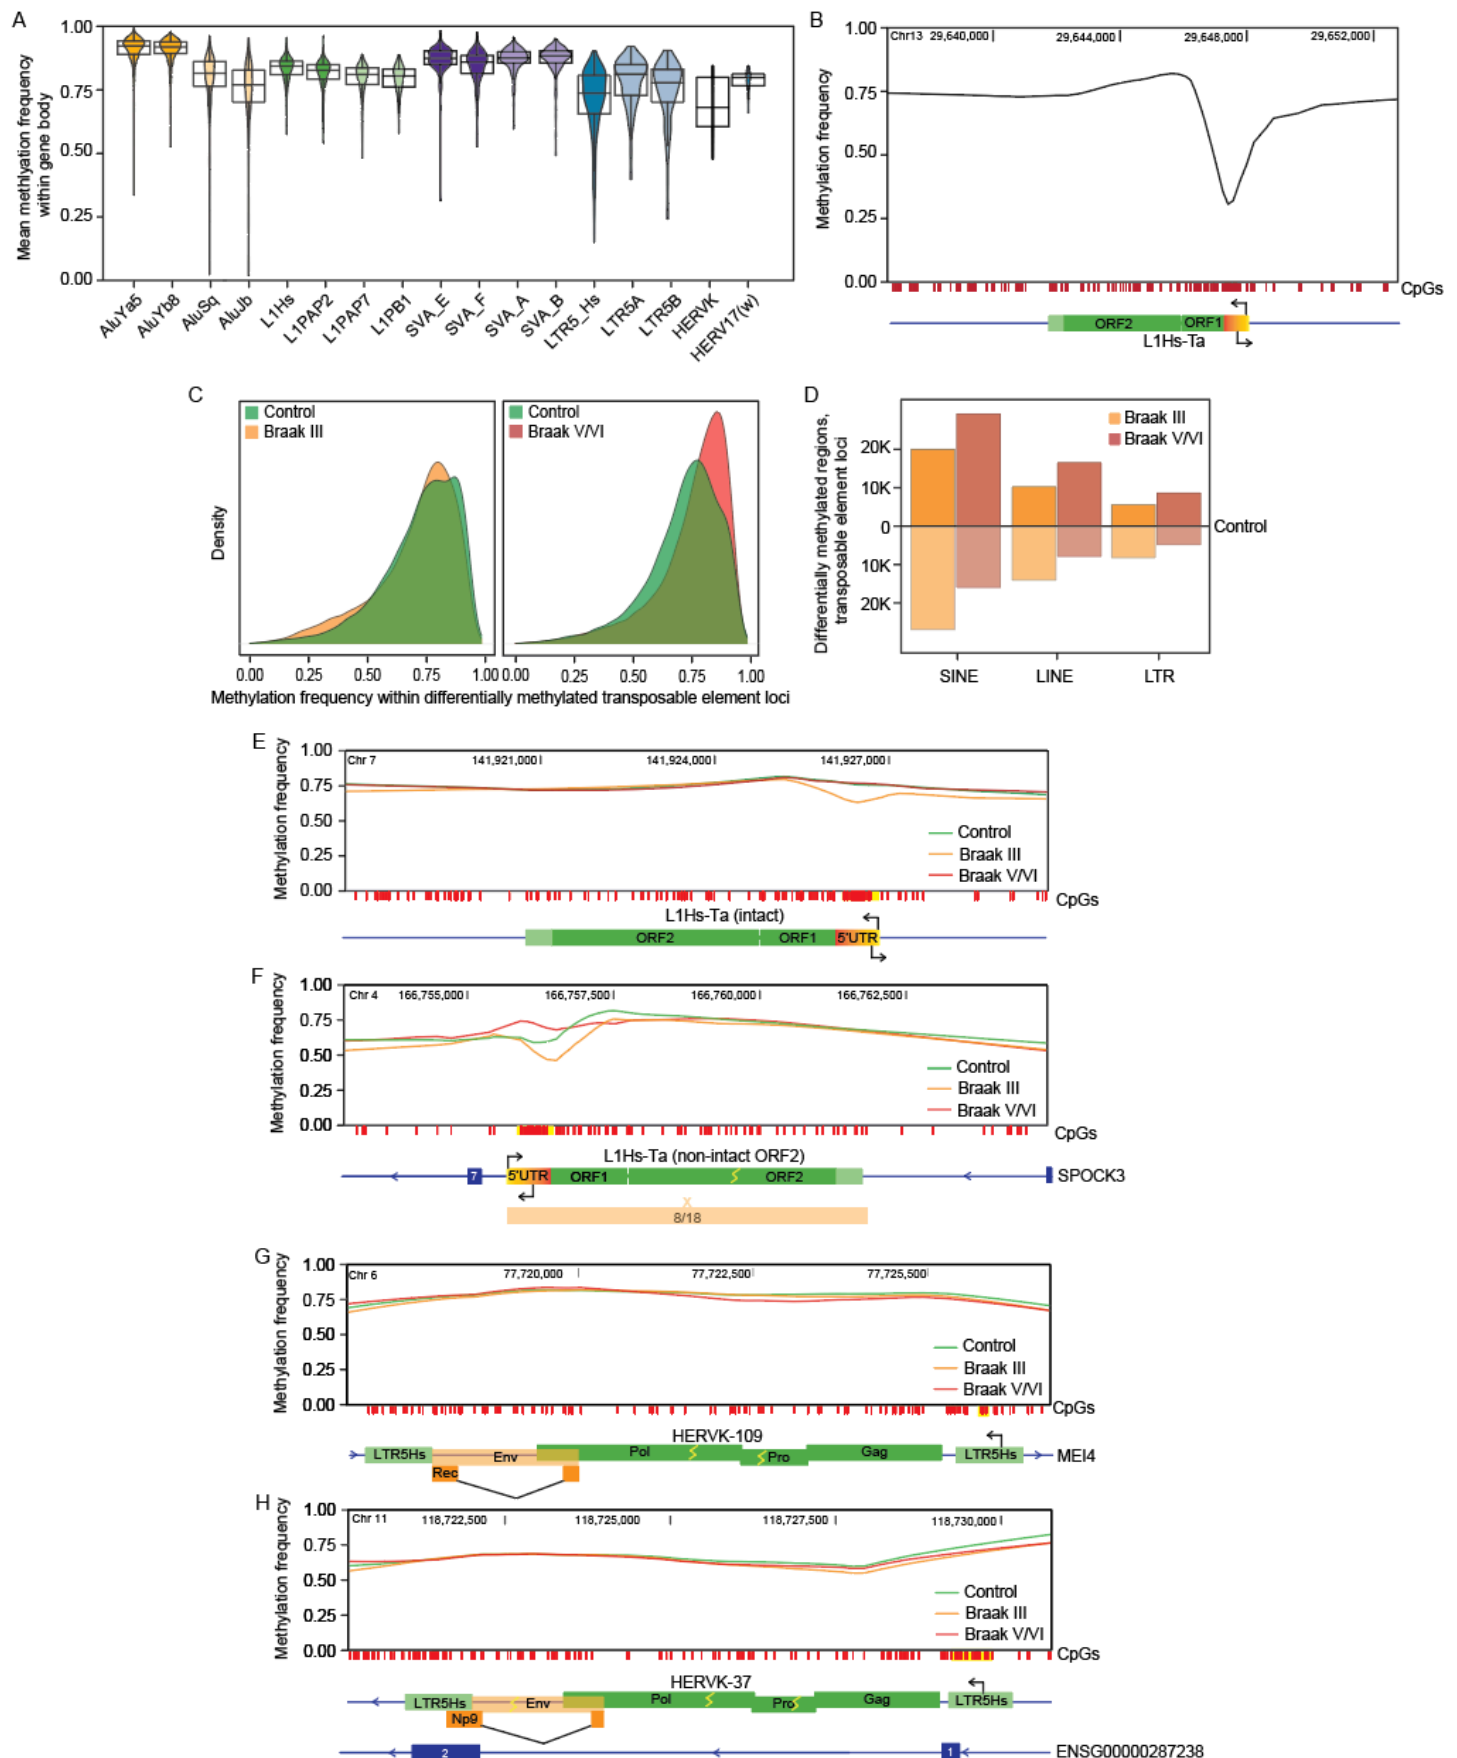 A
Mean methlyation frequency
within gene body
1.00
0.75
0.50
0.25
0.00
AluYa5
AluYb8
AluSq
AluJb
L1Hs
L1PAP2
L1PAP7
L1PB1
SVA_E
SVA_F
SVA_A
SVA_B
LTR5_Hs
LTR5A
LTR5B
HERVK
HERV17(w)
B
Methylation frequency
1.00
0.75
0.50
0.25
0.00
Chr13 29,640,000 29,644,000 29,648,000 29,652,000
CpGs
ORF2 ORF1
L1Hs-Ta
C
Density
Control
Braak III
Control
Braak V/VI
0.00 0.25 0.50 0.75 1.00
0.00 0.25 0.50 0.75 1.00
Methylation frequency within differentially methylated transposable element loci
D
Differentially methylated regions,
transposable element loci
20K
10K
0
10K
20K
Braak III
Braak V/VI
Control
SINE LINE LTR
E
Methylation frequency
1.00
0.75
0.50
0.25
0.00
Chr 7 141,921,000 141,924,000 141,927,000
Control
Braak III
Braak V/VI
CpGs
L1Hs-Ta (intact)
ORF2 ORF1 5'UTR
F
Methylation frequency
1.00
0.75
0.50
0.25
0.00
Chr 4 166,755,000 166,757,500 166,760,000 166,762,500
Control
Braak III
Braak V/VI
CpGs
L1Hs-Ta (non-intact ORF2)
7 5'UTR ORF1 ORF2 SPOCK3
X
8/18
G
Methylation frequency
1.00
0.75
0.50
0.25
0.00
Chr 6 77,720,000 77,722,500 77,725,500
Control
Braak III
Braak V/VI
CpGs
HERVK-109
LTR5Hs Env Pol Pro Gag LTR5Hs MEI4
Rec
H
Methylation frequency
1.00
0.75
0.50
0.25
0.00
Chr 11 118,722,500 118,725,000 118,727,500 118,730,000
Control
Braak III
Braak V/VI
CpGs
HERVK-37
LTR5Hs Env Pol Pro Gag LTR5Hs
Np9
2 1 ENSG00000287238